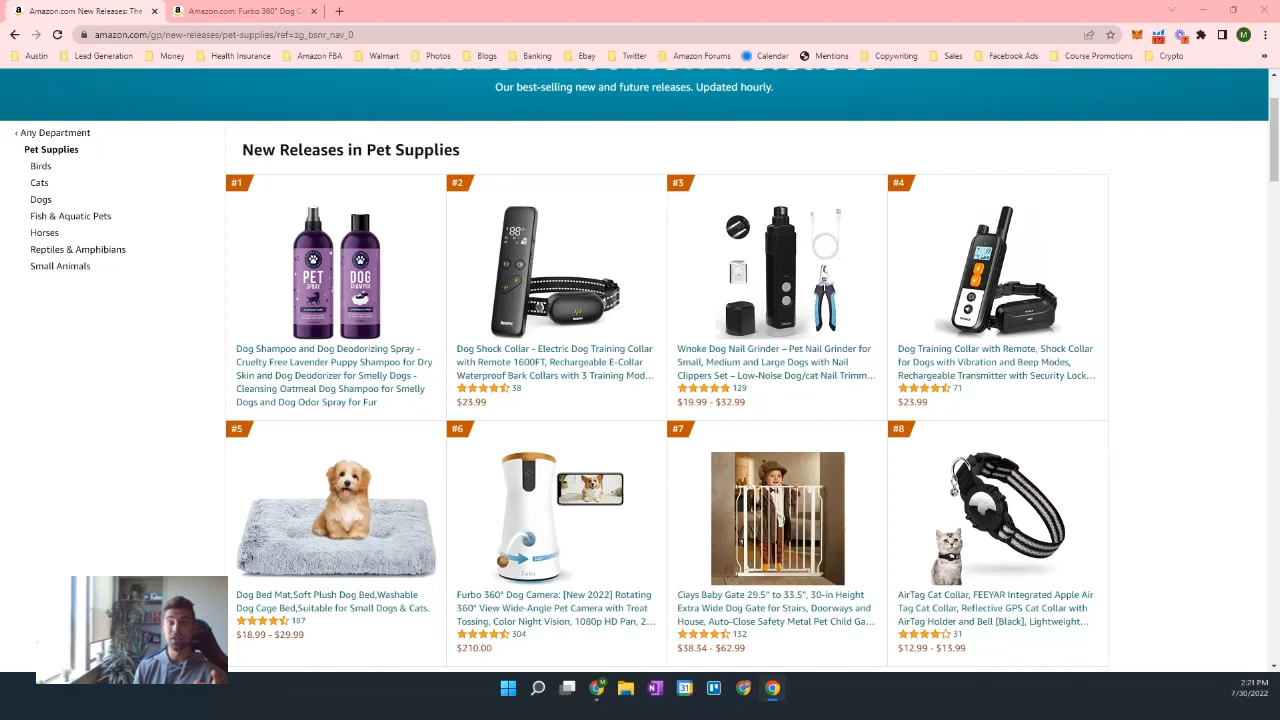 Amazon.com New Releases: The
Amazon.com: Furbo 360° Dog C
amazon.com/gp/new-releases/pet-supplies/ref=zg_bsnr_nav_0
M
Austin Lead Generation Money Health Insurance Amazon FBA Walmart Photos Blogs Banking Ebay Twitter Amazon Forums Calendar Mentions Copywriting Sales Facebook Ads Course Promotions Crypto
Our best-selling new and future releases. Updated hourly.
‹ Any Department
Pet Supplies
Birds
Cats
Dogs
Fish & Aquatic Pets
Horses
Reptiles & Amphibians
Small Animals
New Releases in Pet Supplies
#1
PET
SPRAY
DOG
SHAMPOO
Dog Shampoo and Dog Deodorizing Spray -
Cruelty Free Lavender Puppy Shampoo for Dry
Skin and Dog Deodorizer for Smelly Dogs -
Cleansing Oatmeal Dog Shampoo for Smelly
Dogs and Dog Odor Spray for Fur
#2
88
Dog Shock Collar - Electric Dog Training Collar
with Remote 1600FT, Rechargeable E-Collar
Waterproof Bark Collars with 3 Training Mod...
38
$23.99
#3
Wnoke Dog Nail Grinder – Pet Nail Grinder for
Small, Medium and Large Dogs with Nail
Clippers Set – Low-Noise Dog/cat Nail Trimm...
129
$19.99 - $32.99
#4
Dog Training Collar with Remote, Shock Collar
for Dogs with Vibration and Beep Modes,
Rechargeable Transmitter with Security Lock...
71
$23.99
#5
Dog Bed Mat,Soft Plush Dog Bed,Washable
Dog Cage Bed,Suitable for Small Dogs & Cats.
187
$18.99 - $29.99
#6
Furbo
Furbo 360° Dog Camera: [New 2022] Rotating
360° View Wide-Angle Pet Camera with Treat
Tossing, Color Night Vision, 1080p HD Pan, 2...
304
$210.00
#7
Ciays Baby Gate 29.5" to 33.5", 30-in Height
Extra Wide Dog Gate for Stairs, Doorways and
House, Auto-Close Safety Metal Pet Child Ga...
132
$38.34 - $62.99
#8
AirTag Cat Collar, FEEYAR Integrated Apple Air
Tag Cat Collar, Reflective GPS Cat Collar with
AirTag Holder and Bell [Black], Lightweight...
31
$12.99 - $13.99
2:21 PM
7/30/2022